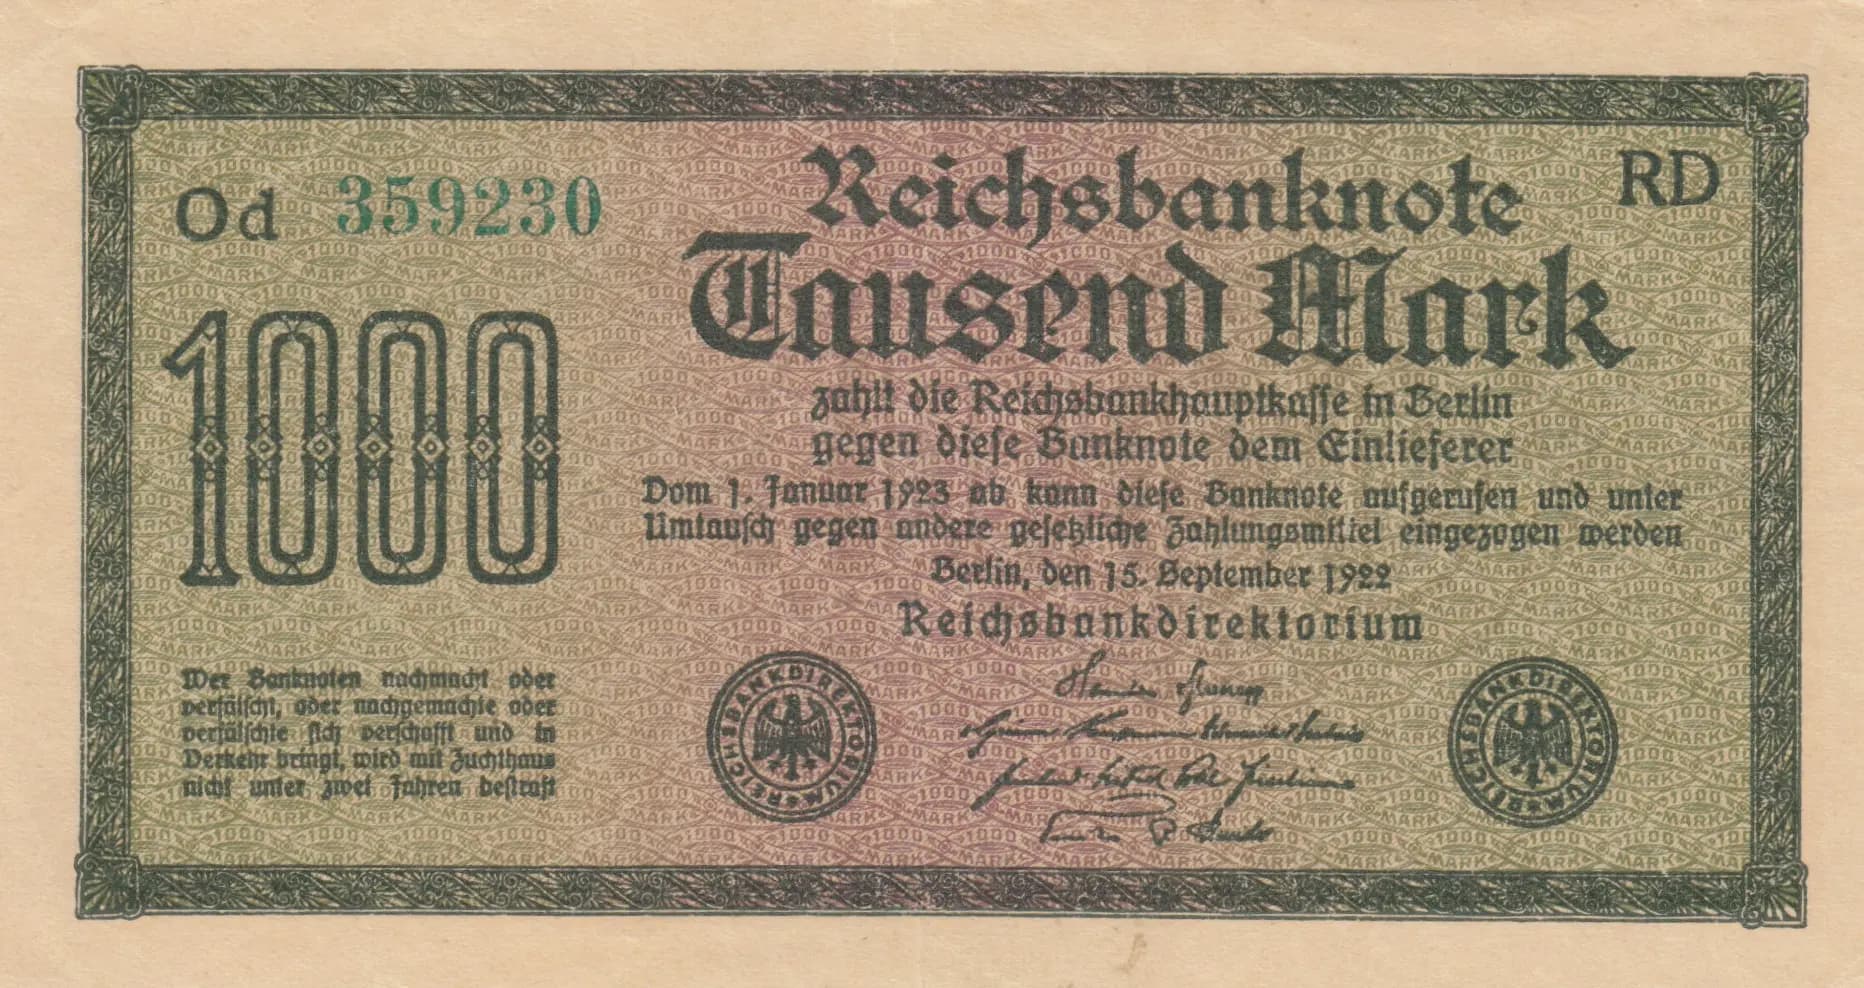 Od 359230
Reichsbanknote
RD
Tausend Mark
1000
zahlt die Reichsbankhauptkasse in Berlin
gegen diese Banknote dem Einlieferer
Vom 1. Januar 1923 ab kann diese Banknote aufgerufen und unter
Umtausch gegen andere gesetzliche Zahlungsmittel eingezogen werden
Berlin, den 15. September 1922
Reichsbankdirektorium
Wer Banknoten nachmacht oder
verfälscht, oder nachgemachte oder
verfälschte sich verschafft und in
Verkehr bringt, wird mit Zuchthaus
nicht unter zwei Jahren bestraft
REICHSBANKDIREKTORIUM
REICHSBANKDIREKTORIUM